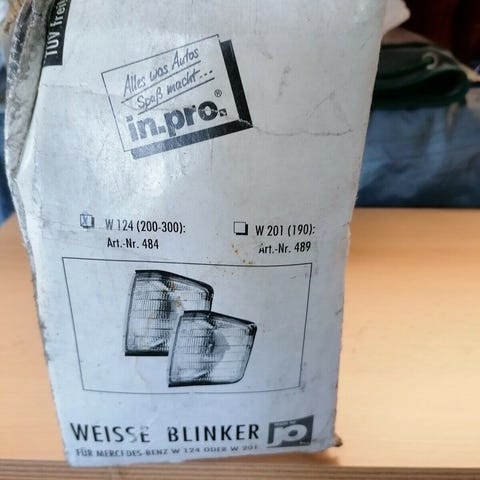 TÜV frei
Alles was Autos
Spaß macht...
in.pro.®
☒ W 124 (200-300):
Art.-Nr. 484
☐ W 201 (190):
Art.-Nr. 489
WEISSE BLINKER
FÜR MERCEDES-BENZ W 124 ODER W 201